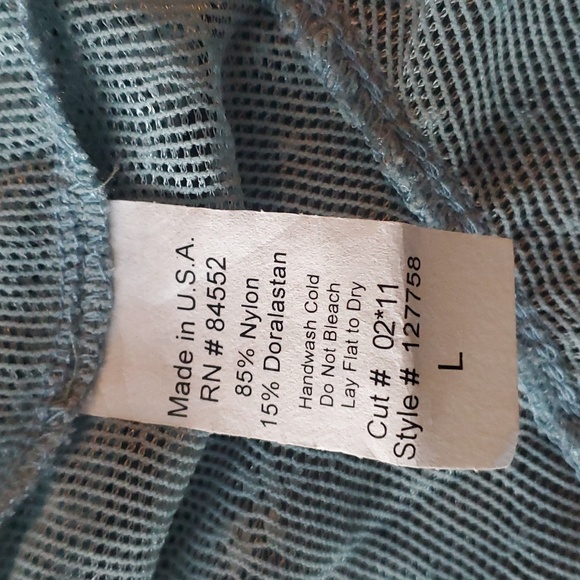 Made in U.S.A.
RN # 84552
85% Nylon
15% Doralastan
Handwash Cold
Do Not Bleach
Lay Flat to Dry
Cut # 02*11
Style # 127758
L